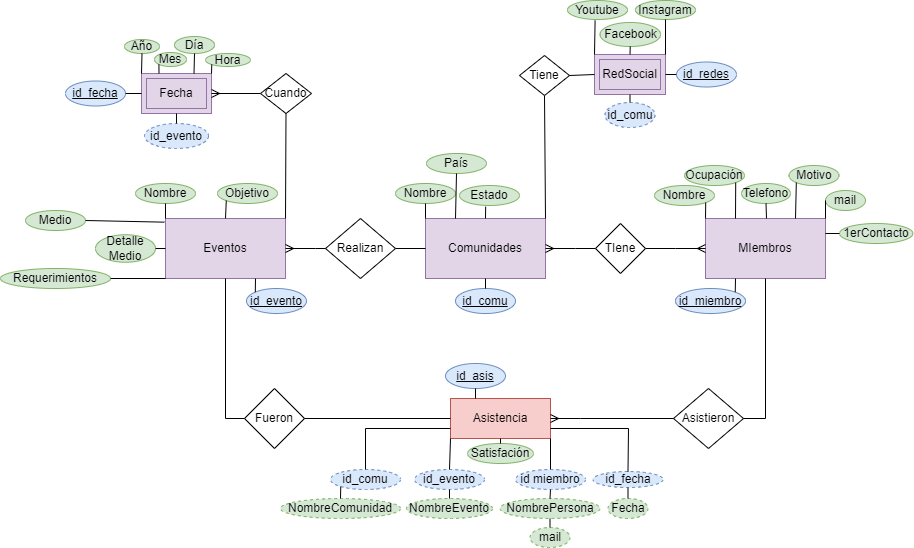 Youtube
Instagram
Facebook
Año
Día
Mes
Hora
Tiene
RedSocial
id_redes
id_fecha
Fecha
Cuando
id_comu
id_evento
País
Ocupación
Motivo
Nombre
Objetivo
Nombre
Estado
Nombre
Telefono
mail
Medio
1erContacto
Detalle
Medio
Eventos
Realizan
Comunidades
TIene
MIembros
Requerimientos
id_evento
id_comu
id_miembro
id_asis
Fueron
Asistencia
Asistieron
Satisfación
id_comu
id_evento
id miembro
id_fecha
NombreComunidad
NombreEvento
NombrePersona
Fecha
mail